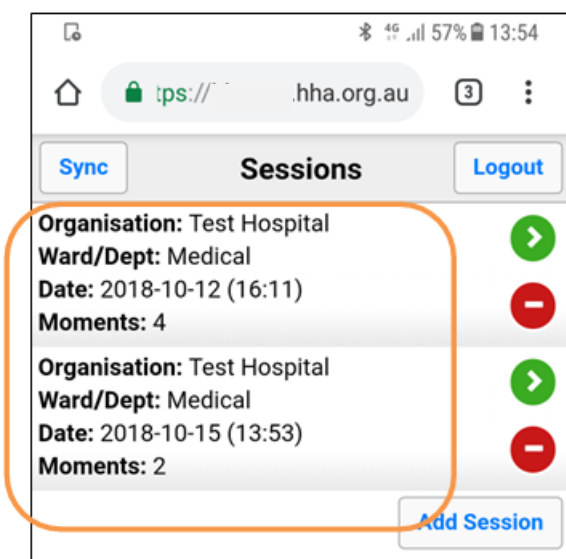 4G 57% 13:54
tps:// .hha.org.au 3
Sync Sessions Logout
Organisation: Test Hospital
Ward/Dept: Medical
Date: 2018-10-12 (16:11)
Moments: 4
Organisation: Test Hospital
Ward/Dept: Medical
Date: 2018-10-15 (13:53)
Moments: 2
Add Session